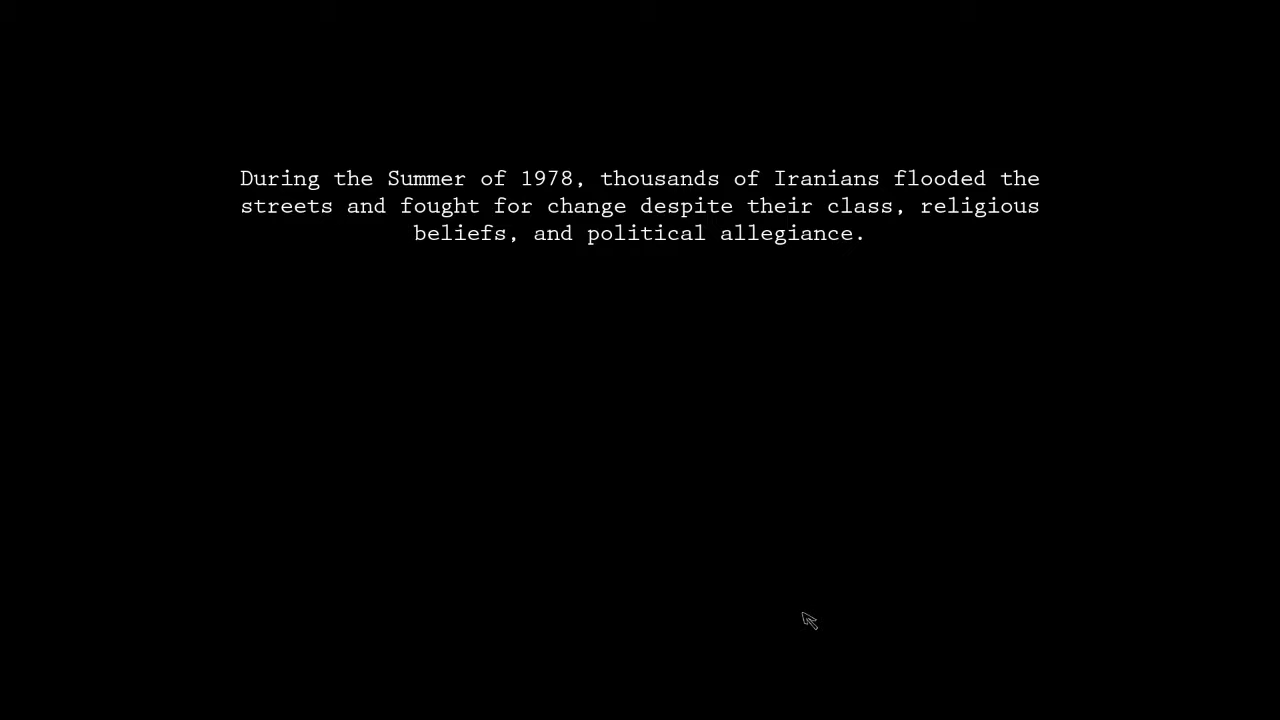 During the Summer of 1978, thousands of Iranians flooded the
streets and fought for change despite their class, religious
beliefs, and political allegiance.